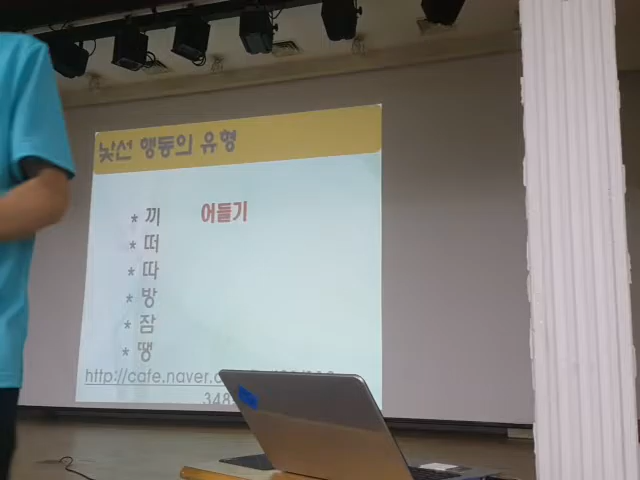 낯선 행동의 유형
* 끼 어들기
* 떠
* 따
* 방
* 잠
* 땡
http://cafe.naver.c
348